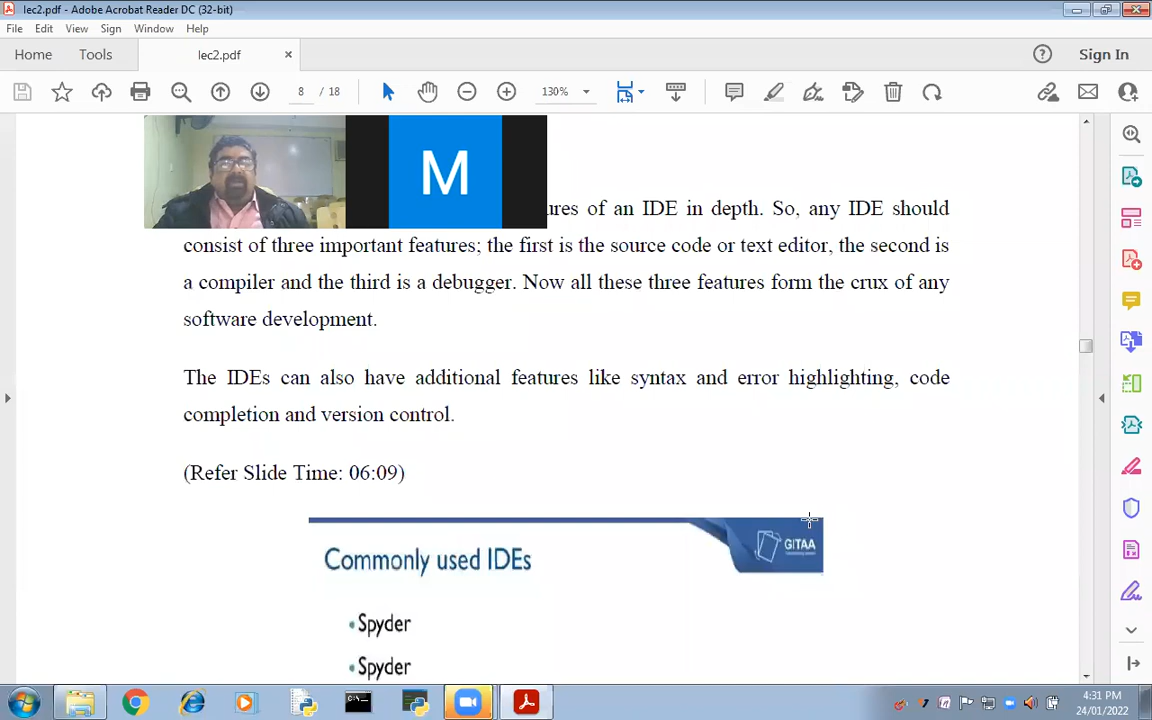 lec2.pdf - Adobe Acrobat Reader DC (32-bit)
File Edit View Sign Window Help
Home Tools lec2.pdf × Sign In
8 / 18 130%
M
ures of an IDE in depth. So, any IDE should
consist of three important features; the first is the source code or text editor, the second is
a compiler and the third is a debugger. Now all these three features form the crux of any
software development.
The IDEs can also have additional features like syntax and error highlighting, code
completion and version control.
(Refer Slide Time: 06:09)
GITAA
Commonly used IDEs
• Spyder
• Spyder
4:31 PM
24/01/2022